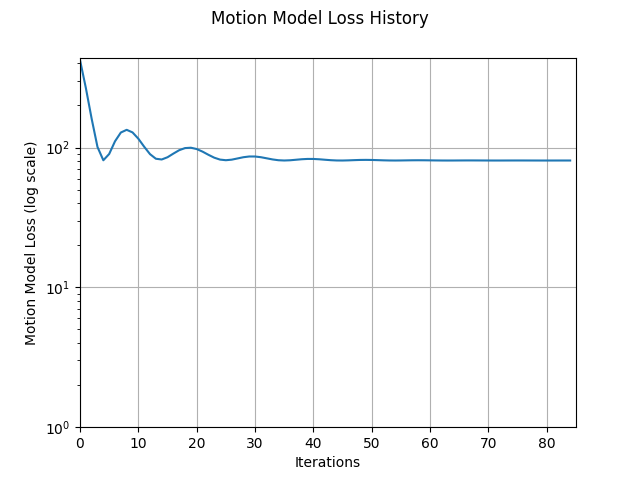 Motion Model Loss History
Motion Model Loss (log scale)
10²
10¹
10⁰
0 10 20 30 40 50 60 70 80
Iterations